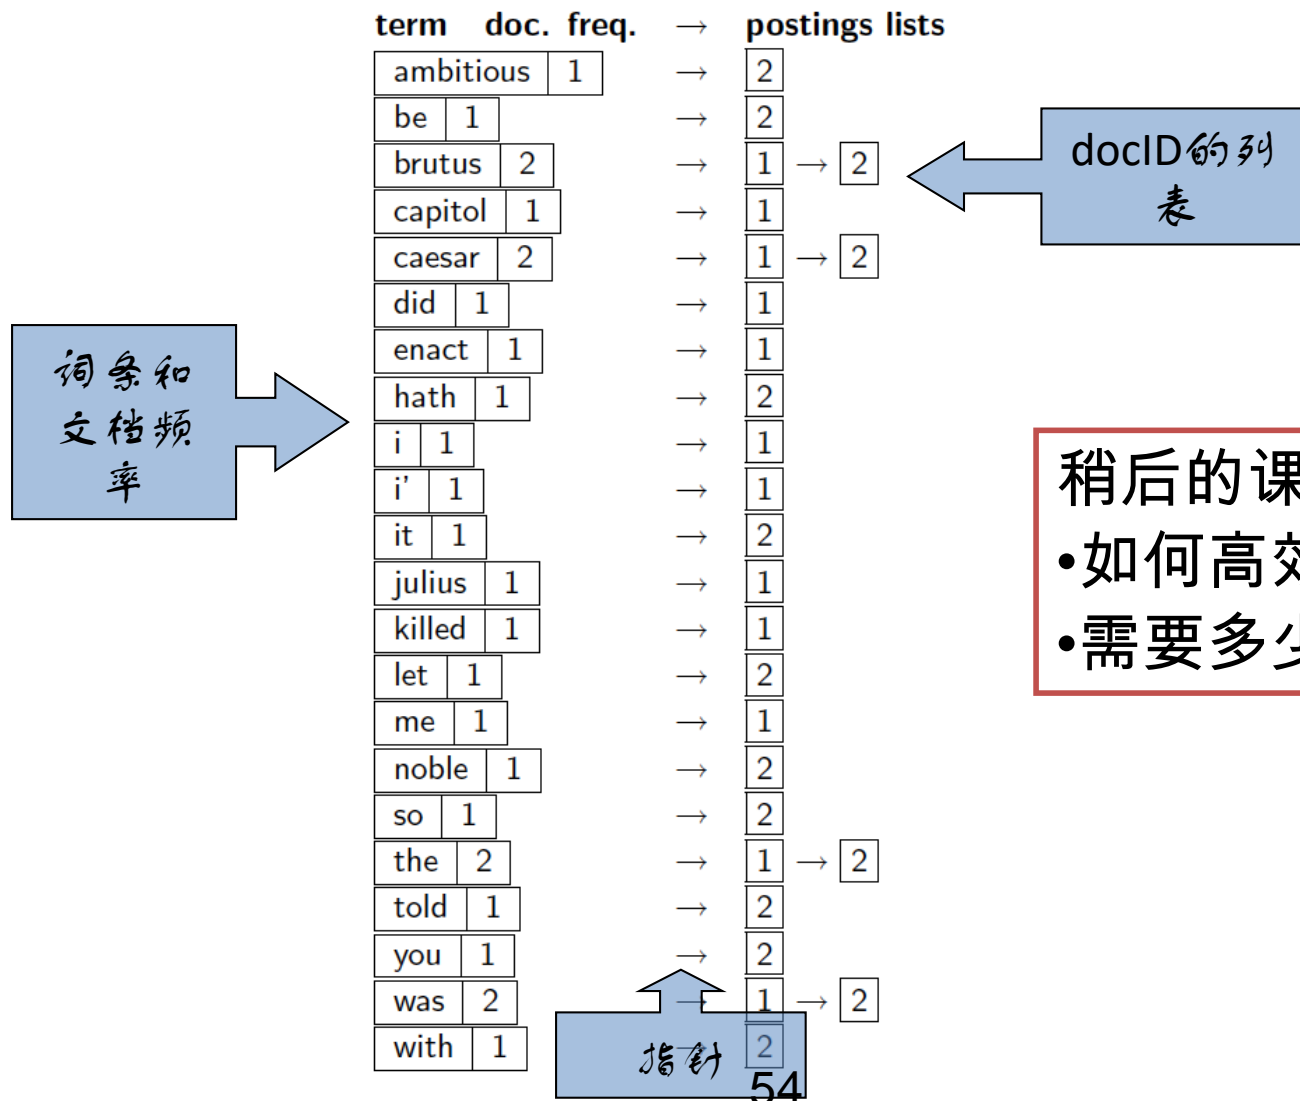 term doc. freq. → postings lists
ambitious 1 → 2
be 1 → 2
brutus 2 → 1 → 2
capitol 1 → 1
caesar 2 → 1 → 2
did 1 → 1
enact 1 → 1
hath 1 → 2
i 1 → 1
i' 1 → 1
it 1 → 2
julius 1 → 1
killed 1 → 1
let 1 → 2
me 1 → 1
noble 1 → 2
so 1 → 2
the 2 → 1 → 2
told 1 → 2
you 1 → 2
was 2 → 1 → 2
with 1 → 2
docID的列
表
词条和
文档频
率
稍后的课
•如何高效
•需要多少
指针
54